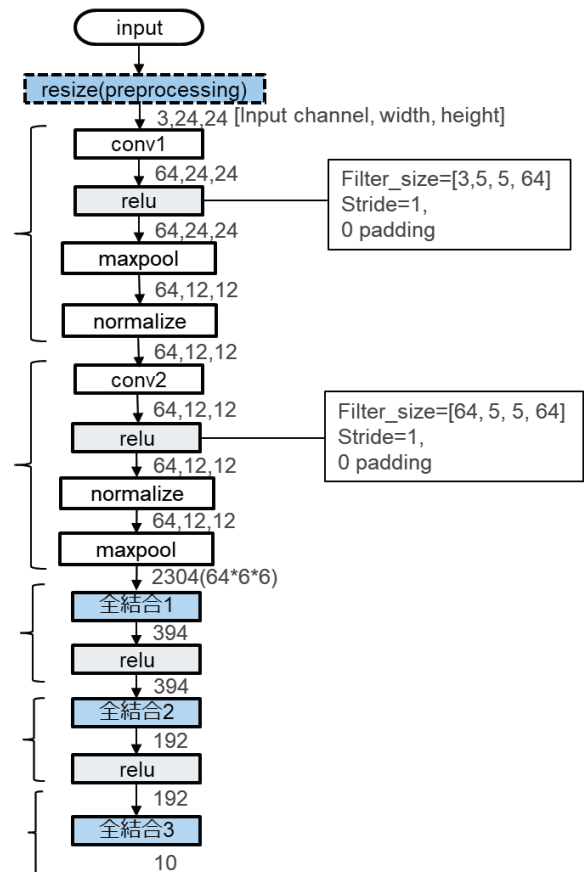 input
resize(preprocessing)
3,24,24 [Input channel, width, height]
conv1
64,24,24
relu
Filter_size=[3,5, 5, 64]
Stride=1,
0 padding
64,24,24
maxpool
64,12,12
normalize
64,12,12
conv2
64,12,12
relu
Filter_size=[64, 5, 5, 64]
Stride=1,
0 padding
64,12,12
normalize
64,12,12
maxpool
2304(64*6*6)
全結合1
394
relu
394
全結合2
192
relu
192
全結合3
10